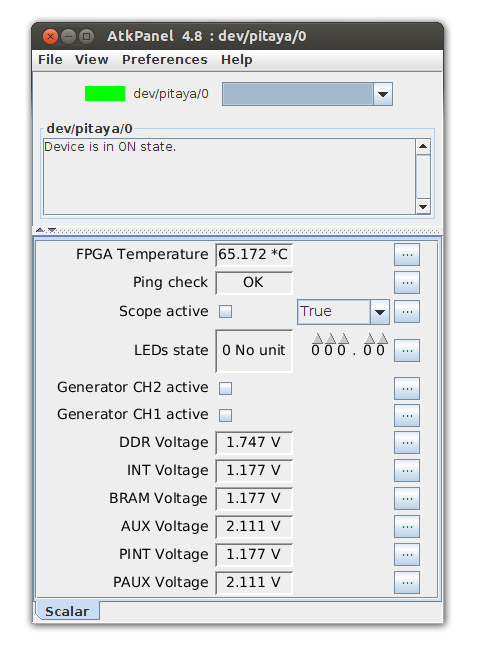 AtkPanel 4.8 : dev/pitaya/0
File View Preferences Help
dev/pitaya/0
dev/pitaya/0
Device is in ON state.
FPGA Temperature 65.172 *C ...
Ping check OK ...
Scope active True ...
LEDs state 0 No unit 000.00 ...
Generator CH2 active ...
Generator CH1 active ...
DDR Voltage 1.747 V ...
INT Voltage 1.177 V ...
BRAM Voltage 1.177 V ...
AUX Voltage 2.111 V ...
PINT Voltage 1.177 V ...
PAUX Voltage 2.111 V ...
Scalar